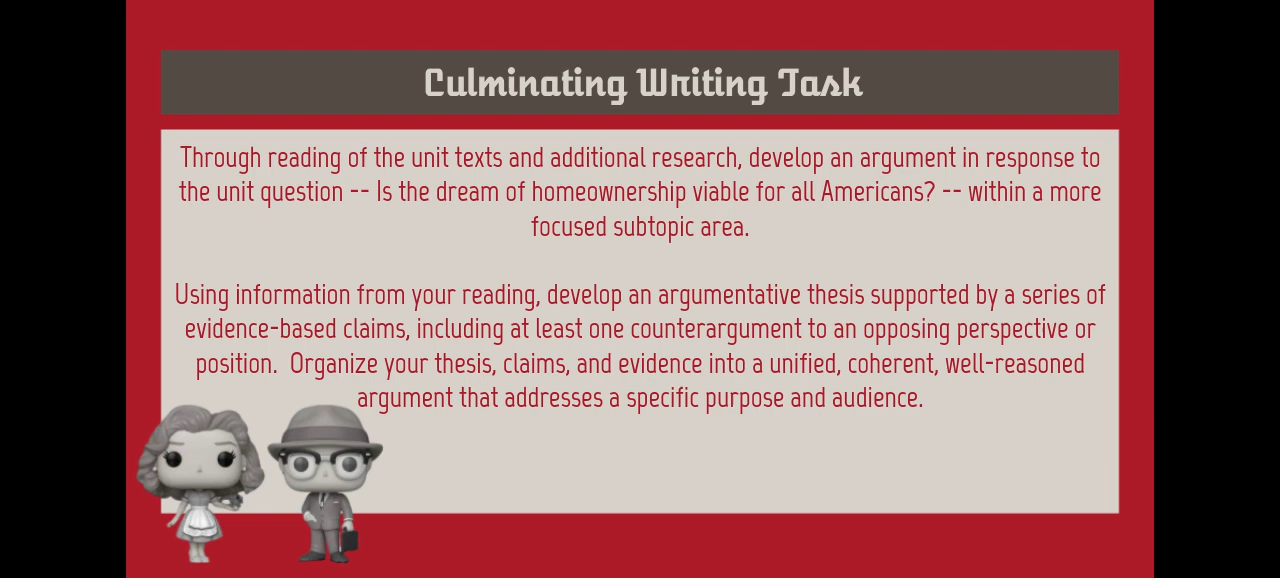 Culminating Writing Task
Through reading of the unit texts and additional research, develop an argument in response to
the unit question -- Is the dream of homeownership viable for all Americans? -- within a more
focused subtopic area.
Using information from your reading, develop an argumentative thesis supported by a series of
evidence-based claims, including at least one counterargument to an opposing perspective or
position.  Organize your thesis, claims, and evidence into a unified, coherent, well-reasoned
argument that addresses a specific purpose and audience.